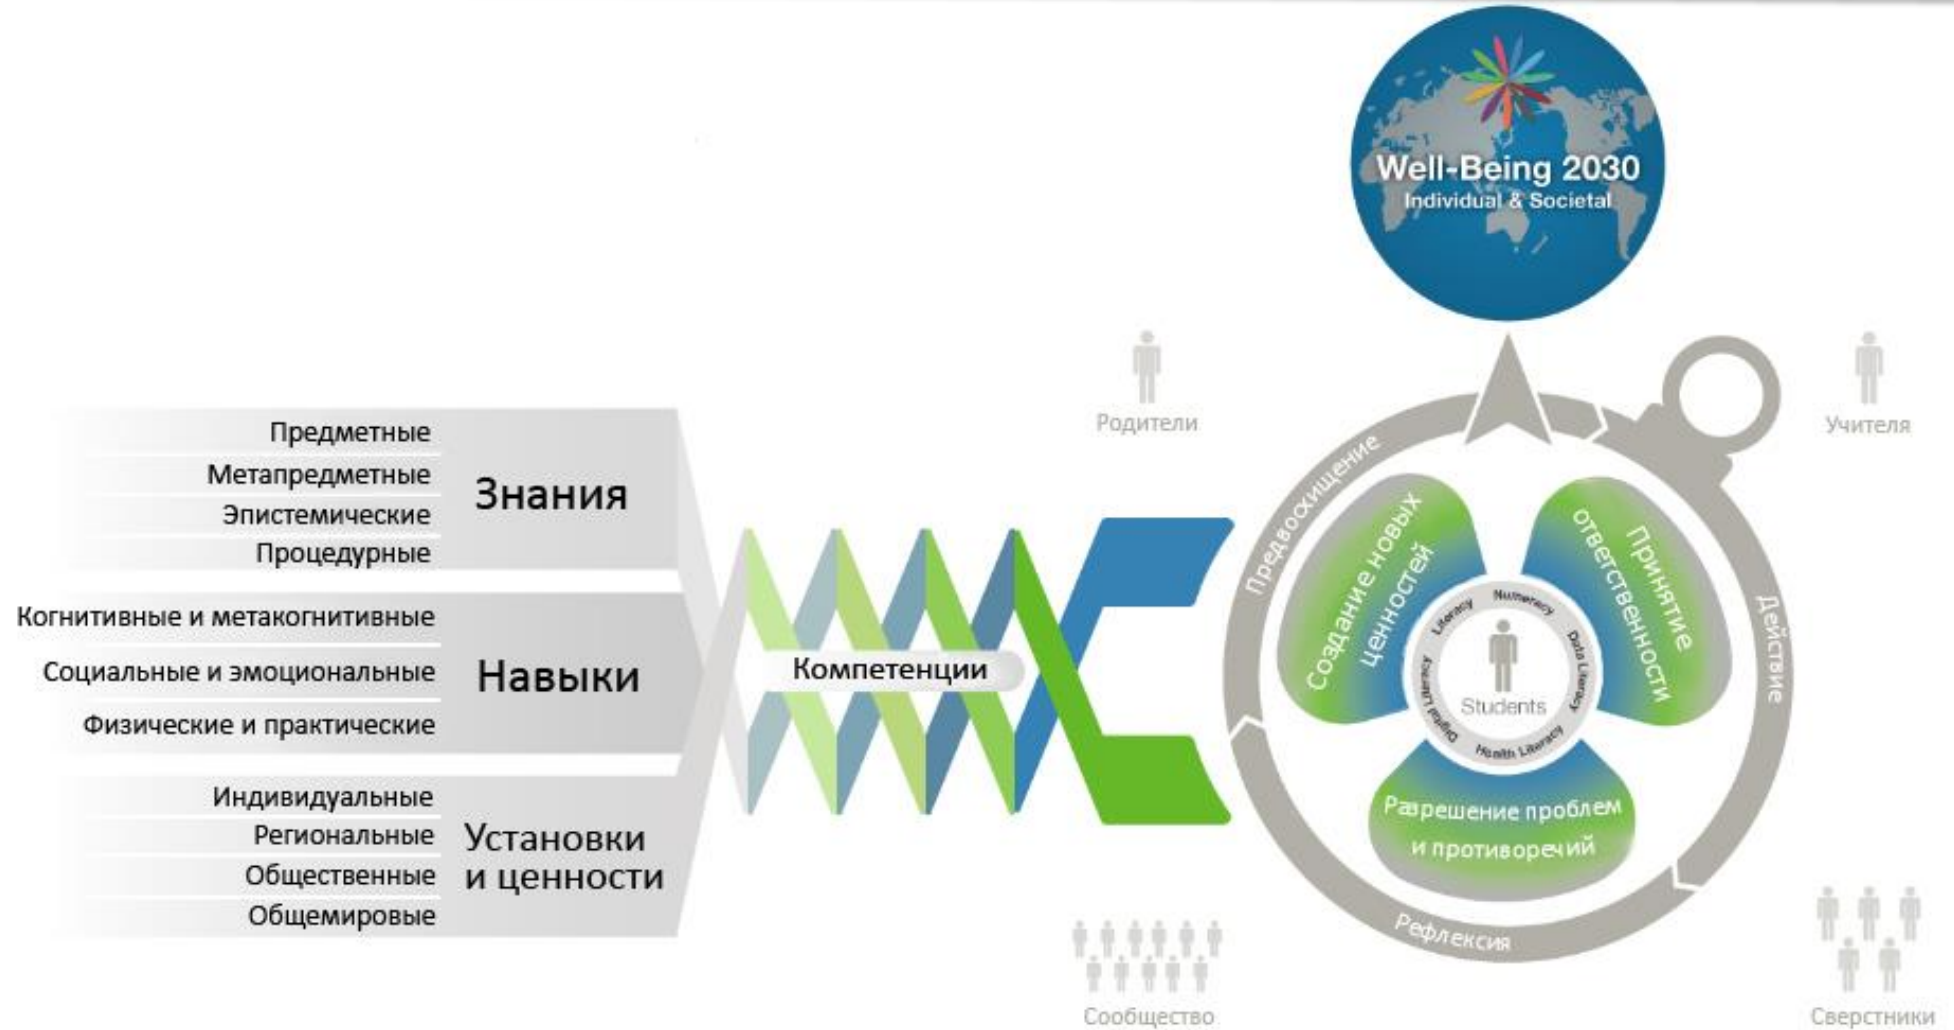 Well-Being 2030
Individual & Societal
Родители
Учителя
Предметные
Метапредметные
Эпистемические
Процедурные
Знания
Когнитивные и метакогнитивные
Социальные и эмоциональные
Физические и практические
Навыки
Индивидуальные
Региональные
Общественные
Общемировые
Установки
и ценности
Компетенции
Предвосхищение
Действие
Рефлексия
Создание новых
ценностей
Принятие
ответственности
Разрешение проблем
и противоречий
Literacy
Numeracy
Data Literacy
Health Literacy
Digital Literacy
Students
Сообщество
Сверстники